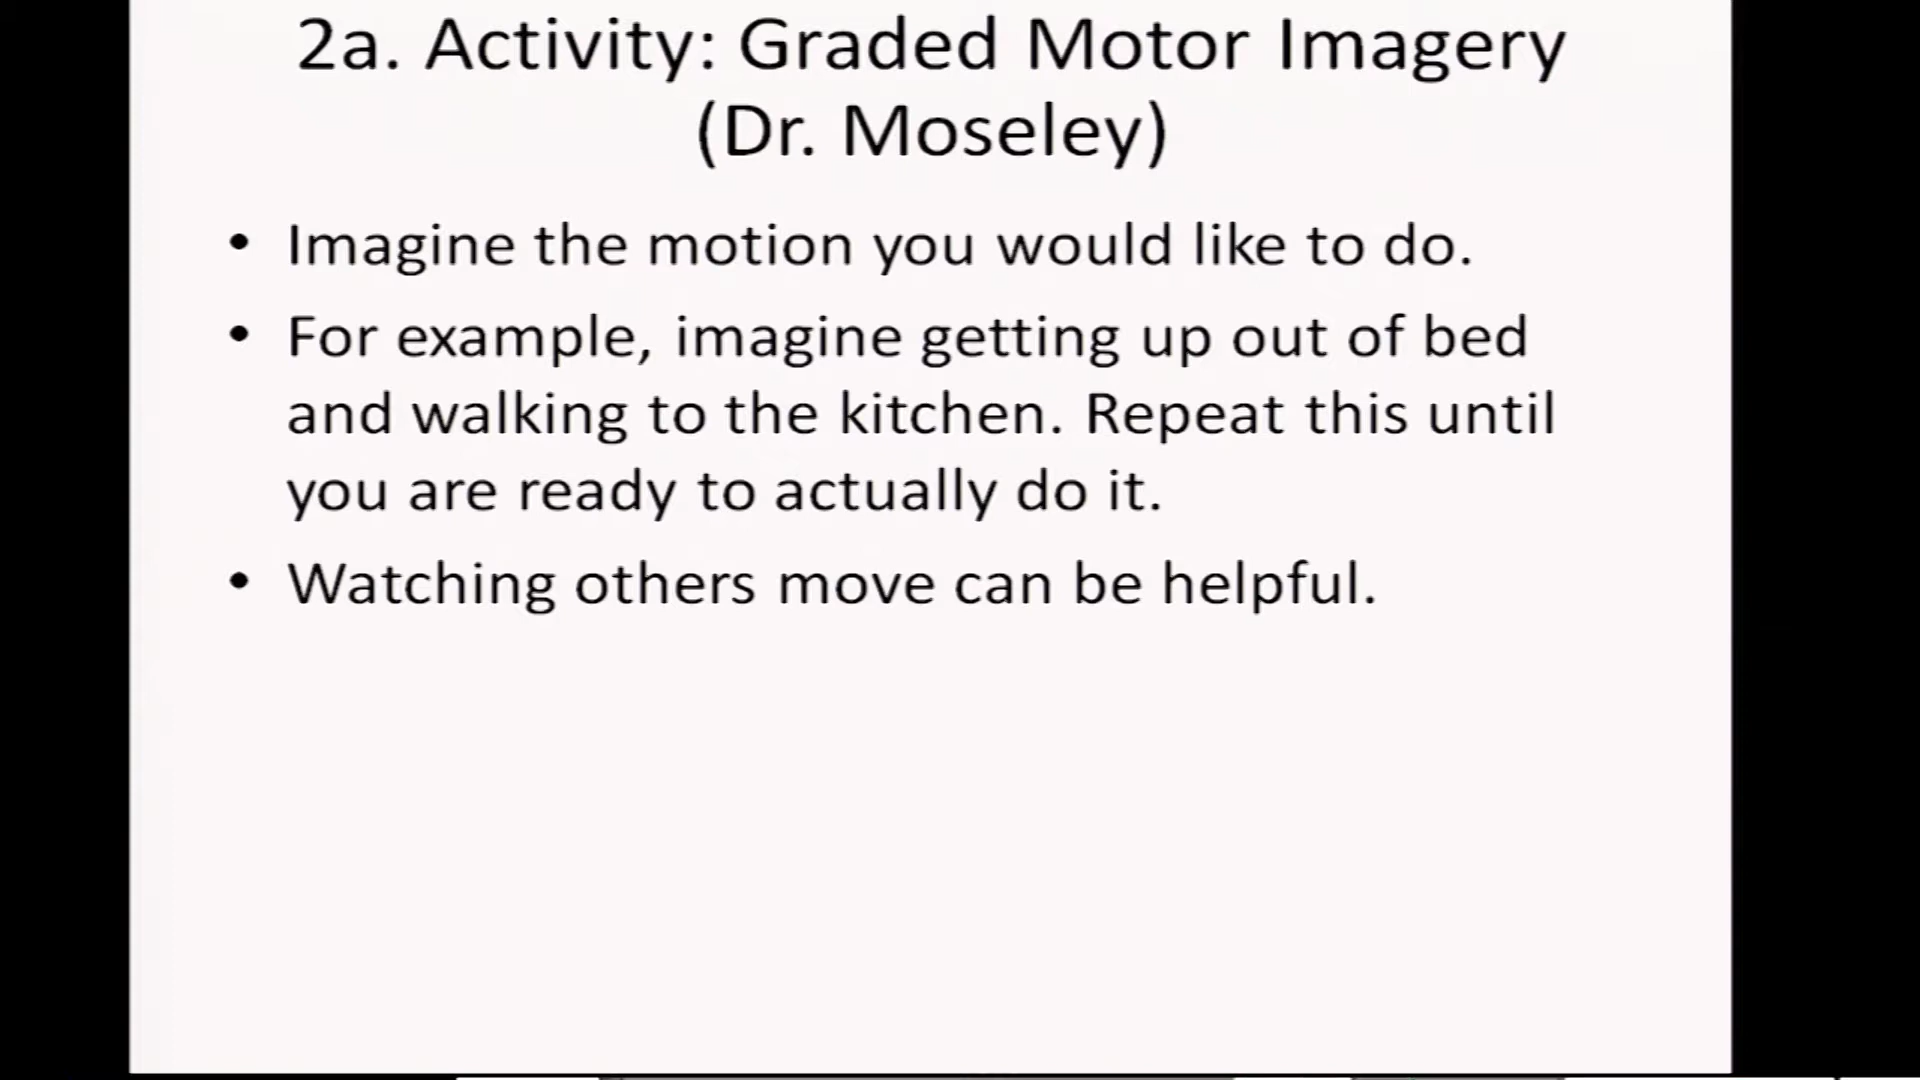 2a. Activity: Graded Motor Imagery
(Dr. Moseley)
• Imagine the motion you would like to do.
• For example, imagine getting up out of bed
and walking to the kitchen. Repeat this until
you are ready to actually do it.
• Watching others move can be helpful.